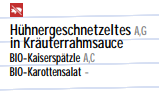 Hühnergeschnetzeltes A,G
in Kräuterrahmsauce
BIO-Kaiserspätzle A,C
BIO-Karottensalat -